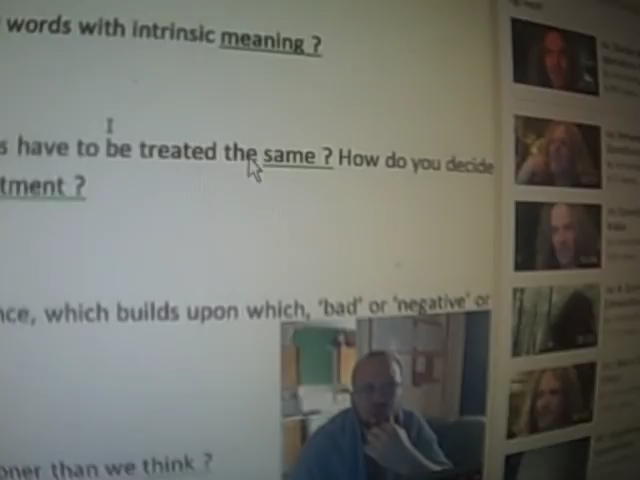 words with intrinsic meaning ?
have to be treated the same ? How do you decide
tment ?
nce, which builds upon which, 'bad' or 'negative' or
oner than we think ?